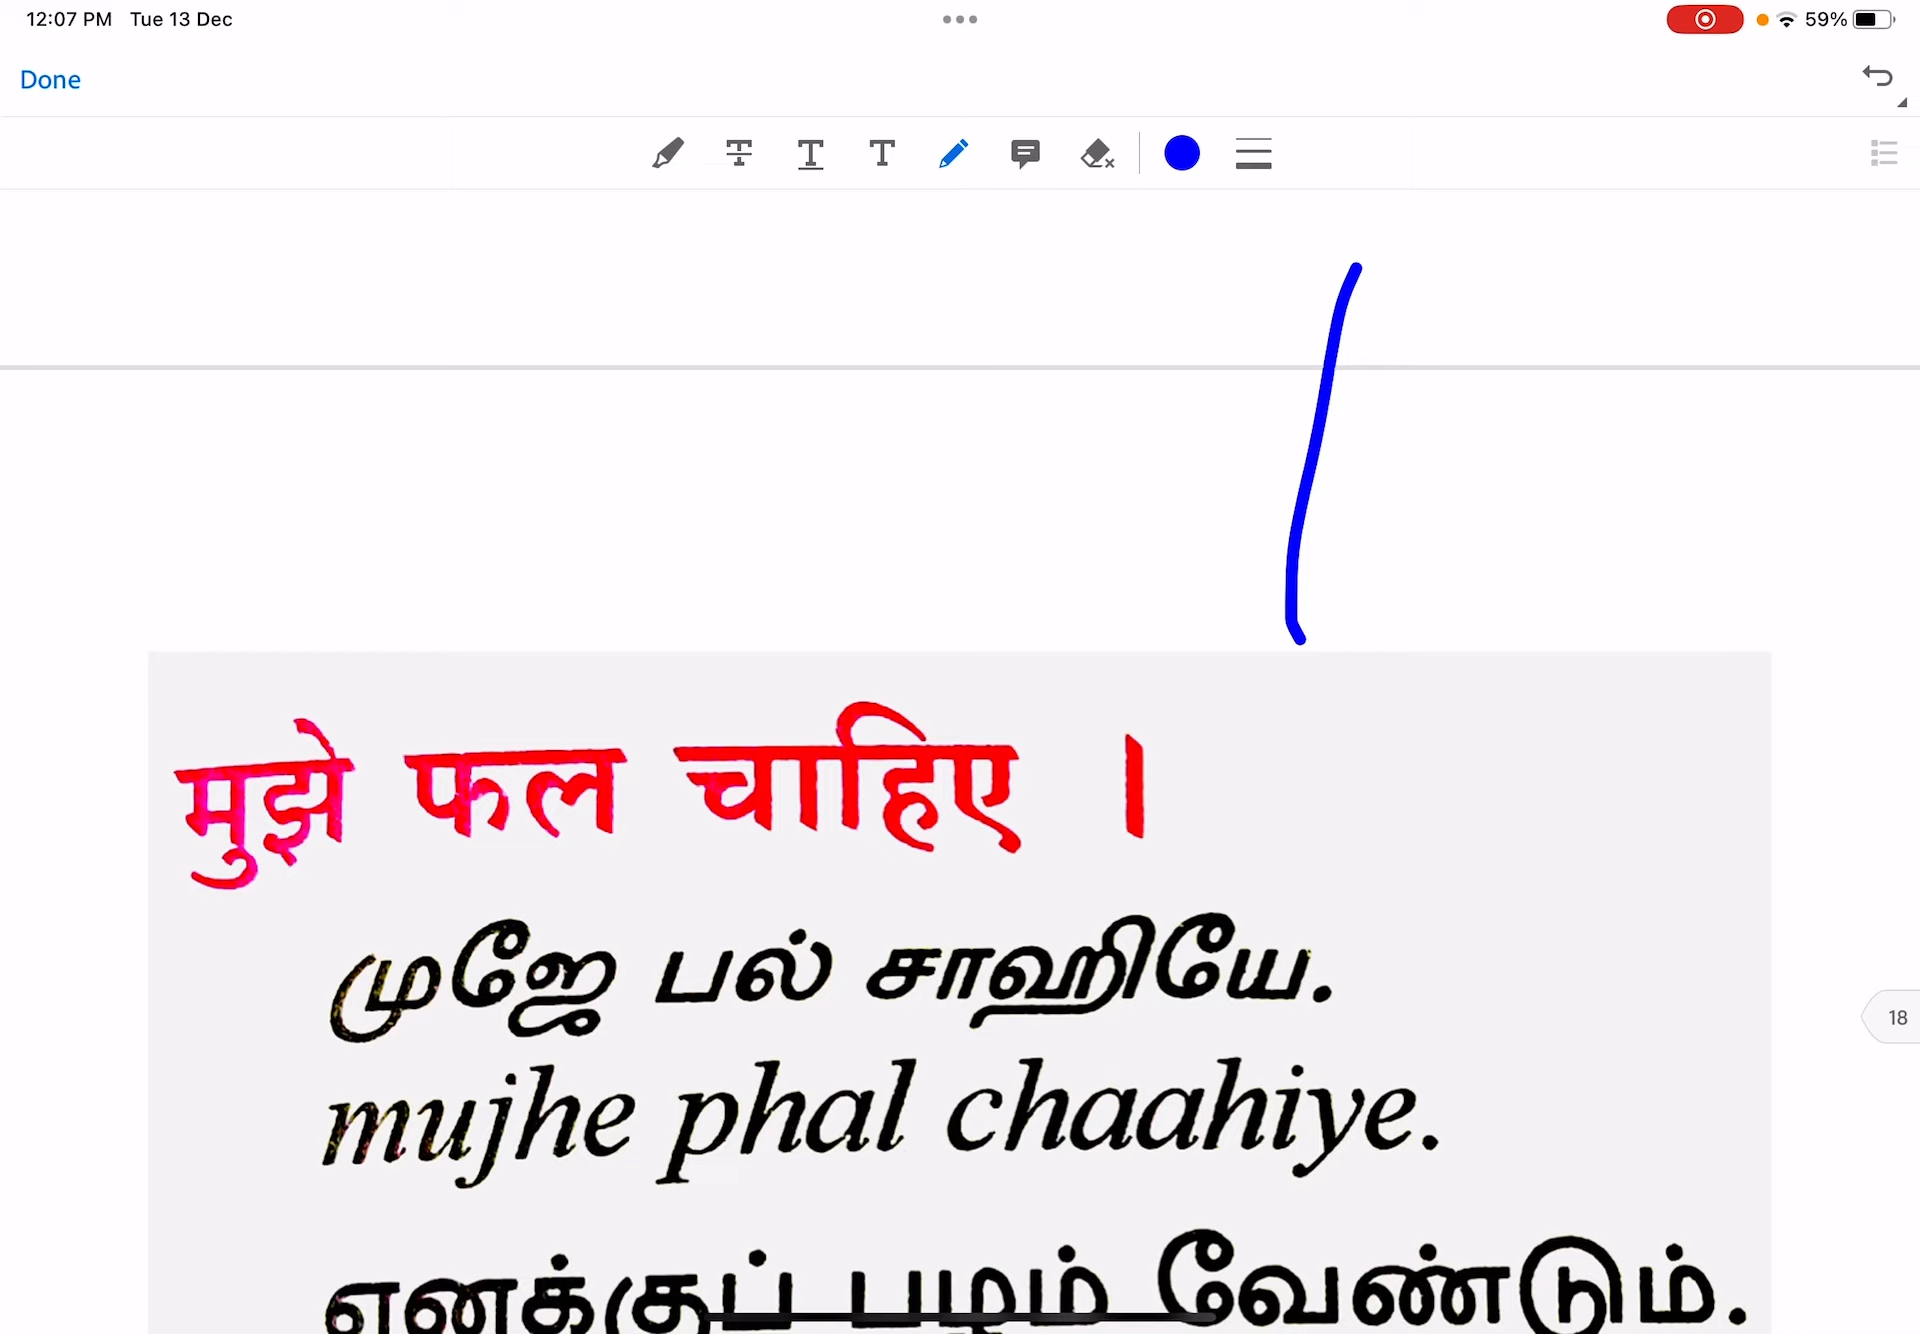 12:07 PM Tue 13 Dec 59%
Done
मुझे फल चाहिए ।
முஜே பல் சாஹியே.
18
mujhe phal chaahiye.
எனக்குப் பழம் வேண்டும்.